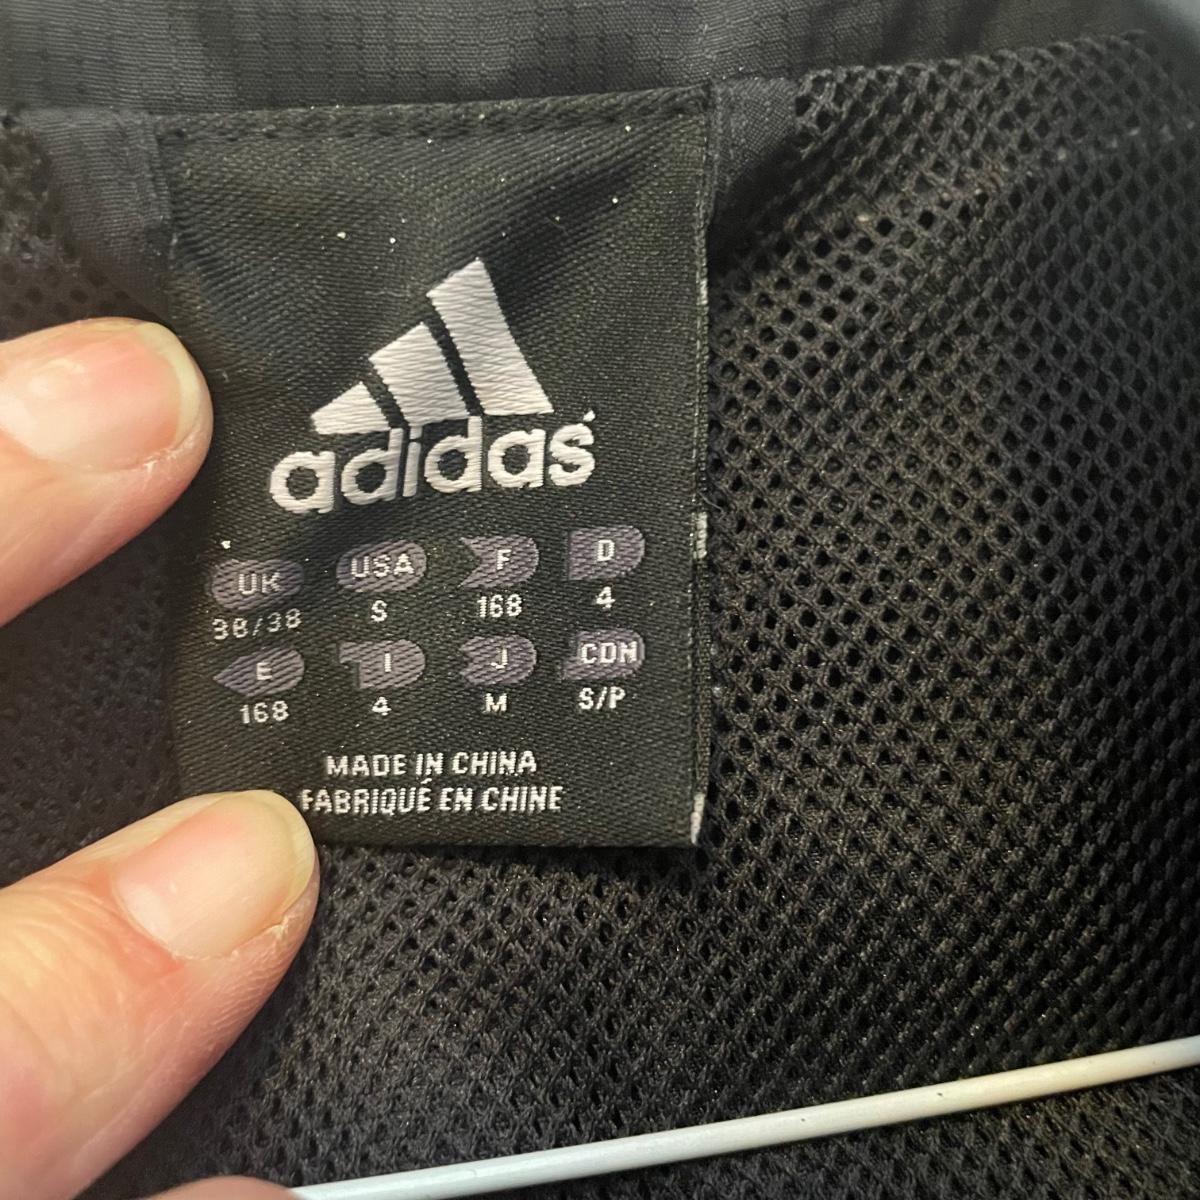 adidas
UK USA F D
38/38 S 168 4
E I J CDN
168 4 M S/P
MADE IN CHINA
FABRIQUÉ EN CHINE